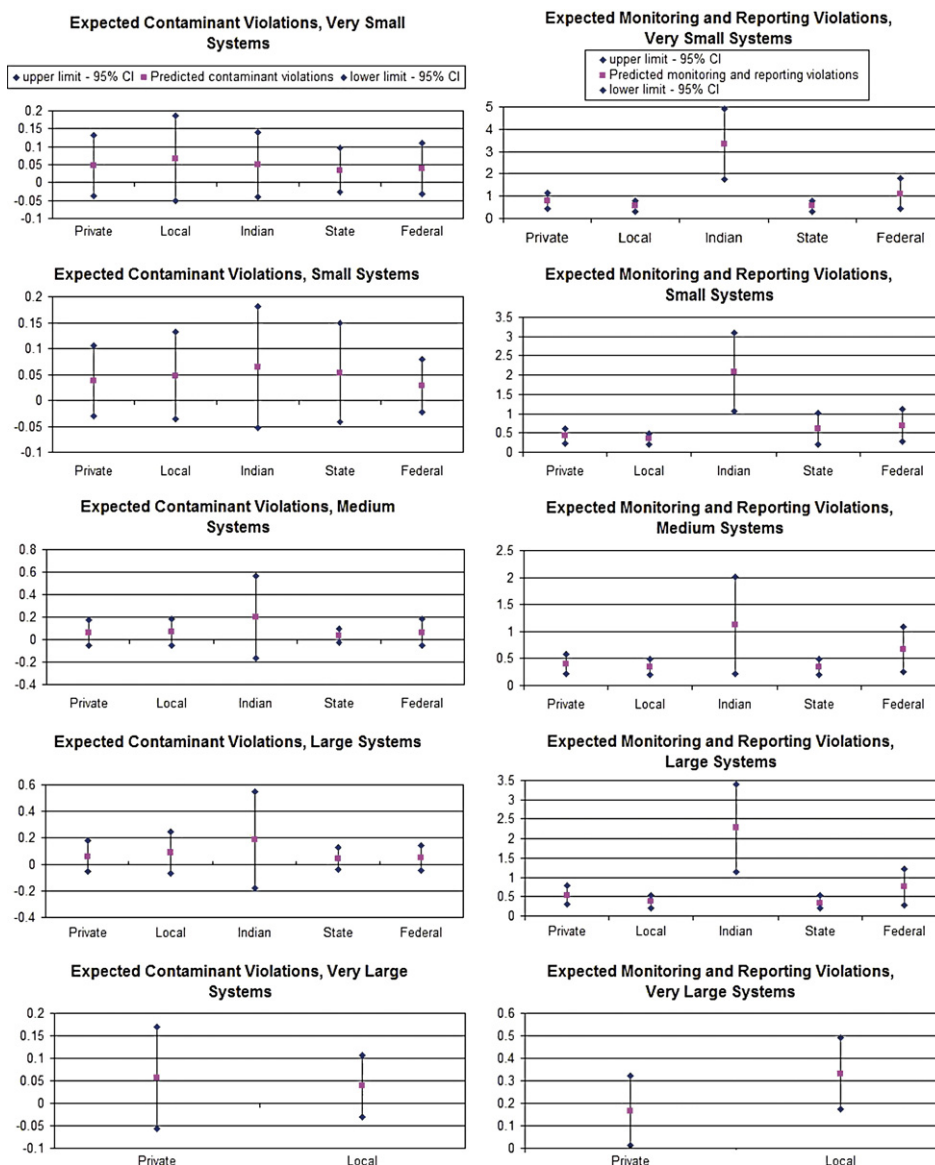 Expected Contaminant Violations, Very Small
Systems
upper limit - 95% CI Predicted contaminant violations lower limit - 95% CI
0.2
0.15
0.1
0.05
0
-0.05
-0.1
Private Local Indian State Federal
Expected Monitoring and Reporting Violations,
Very Small Systems
upper limit - 95% CI
Predicted monitoring and reporting violations
lower limit - 95% CI
5
4
3
2
1
0
Private Local Indian State Federal
Expected Contaminant Violations, Small Systems
0.2
0.15
0.1
0.05
0
-0.05
-0.1
Private Local Indian State Federal
Expected Monitoring and Reporting Violations,
Small Systems
3.5
3
2.5
2
1.5
1
0.5
0
Private Local Indian State Federal
Expected Contaminant Violations, Medium
Systems
0.8
0.6
0.4
0.2
0
-0.2
-0.4
Private Local Indian State Federal
Expected Monitoring and Reporting Violations,
Medium Systems
2.5
2
1.5
1
0.5
0
Private Local Indian State Federal
Expected Contaminant Violations, Large Systems
0.6
0.4
0.2
0
-0.2
-0.4
Private Local Indian State Federal
Expected Monitoring and Reporting Violations,
Large Systems
3.5
3
2.5
2
1.5
1
0.5
0
Private Local Indian State Federal
Expected Contaminant Violations, Very Large
Systems
0.2
0.15
0.1
0.05
0
-0.05
-0.1
Private Local
Expected Monitoring and Reporting Violations,
Very Large Systems
0.6
0.5
0.4
0.3
0.2
0.1
0
Private Local